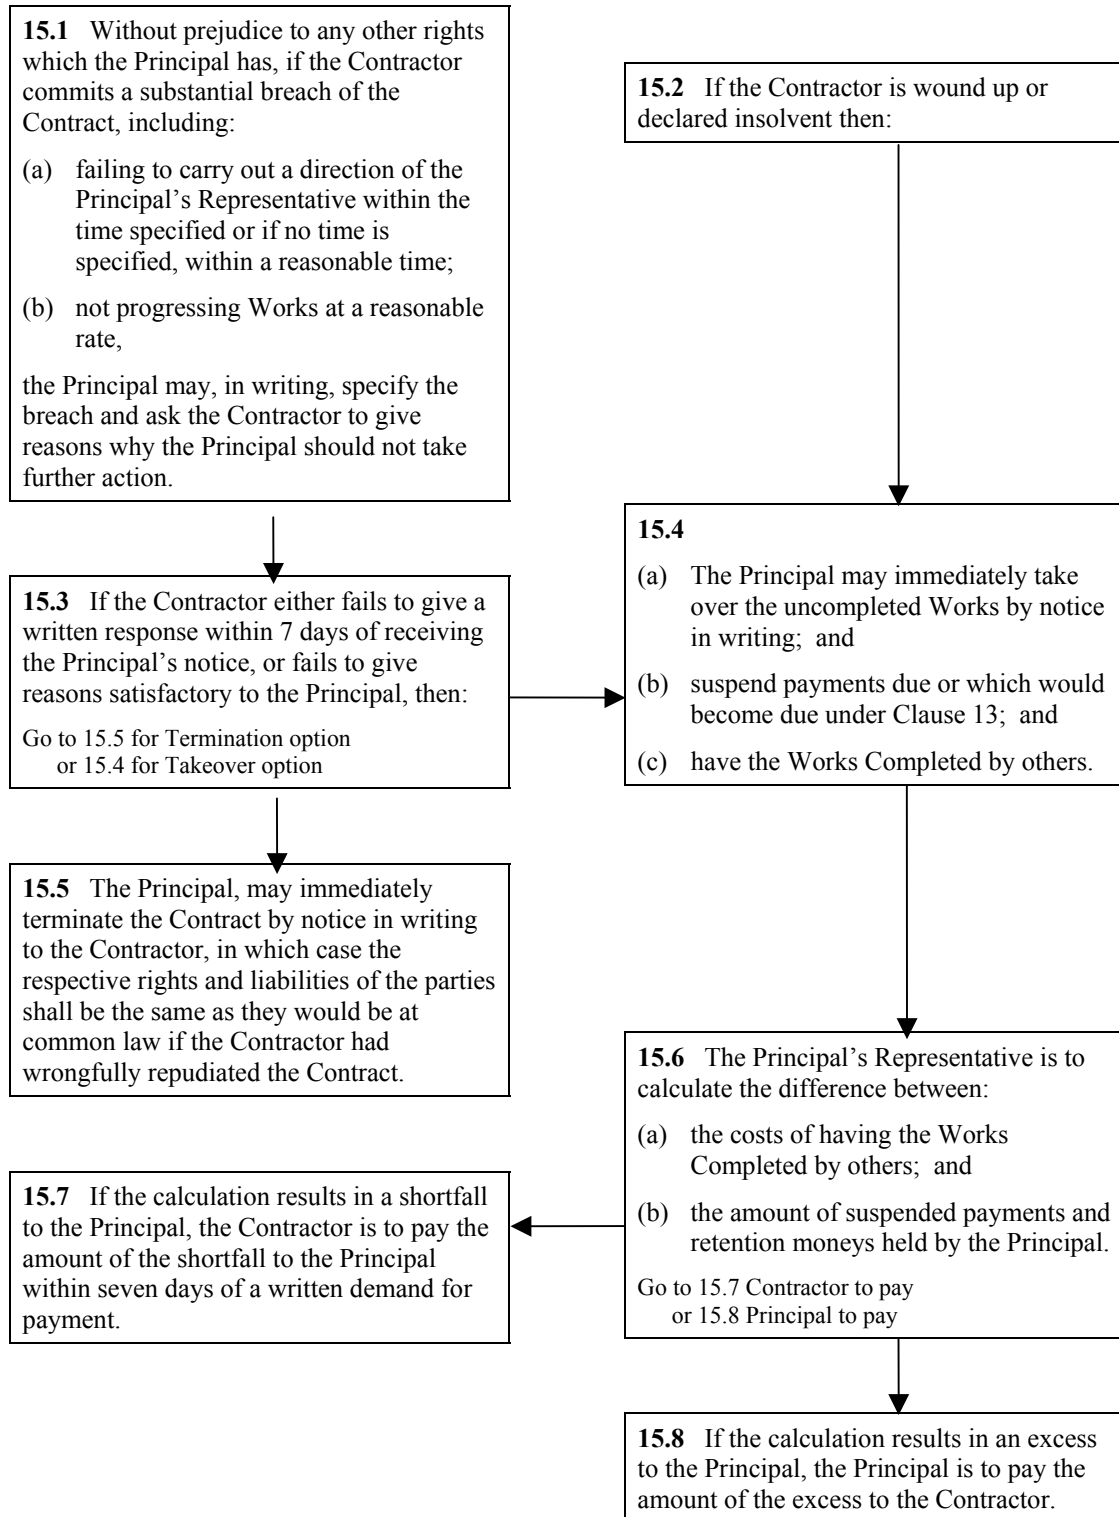 15.1 Without prejudice to any other rights
which the Principal has, if the Contractor
commits a substantial breach of the
Contract, including:
(a) failing to carry out a direction of the
Principal’s Representative within the
time specified or if no time is
specified, within a reasonable time;
(b) not progressing Works at a reasonable
rate,
the Principal may, in writing, specify the
breach and ask the Contractor to give
reasons why the Principal should not take
further action.
15.2 If the Contractor is wound up or
declared insolvent then:
15.3 If the Contractor either fails to give a
written response within 7 days of receiving
the Principal’s notice, or fails to give
reasons satisfactory to the Principal, then:
Go to 15.5 for Termination option
or 15.4 for Takeover option
15.4
(a) The Principal may immediately take
over the uncompleted Works by notice
in writing; and
(b) suspend payments due or which would
become due under Clause 13; and
(c) have the Works Completed by others.
15.5 The Principal, may immediately
terminate the Contract by notice in writing
to the Contractor, in which case the
respective rights and liabilities of the parties
shall be the same as they would be at
common law if the Contractor had
wrongfully repudiated the Contract.
15.6 The Principal’s Representative is to
calculate the difference between:
(a) the costs of having the Works
Completed by others; and
(b) the amount of suspended payments and
retention moneys held by the Principal.
Go to 15.7 Contractor to pay
or 15.8 Principal to pay
15.7 If the calculation results in a shortfall
to the Principal, the Contractor is to pay the
amount of the shortfall to the Principal
within seven days of a written demand for
payment.
15.8 If the calculation results in an excess
to the Principal, the Principal is to pay the
amount of the excess to the Contractor.